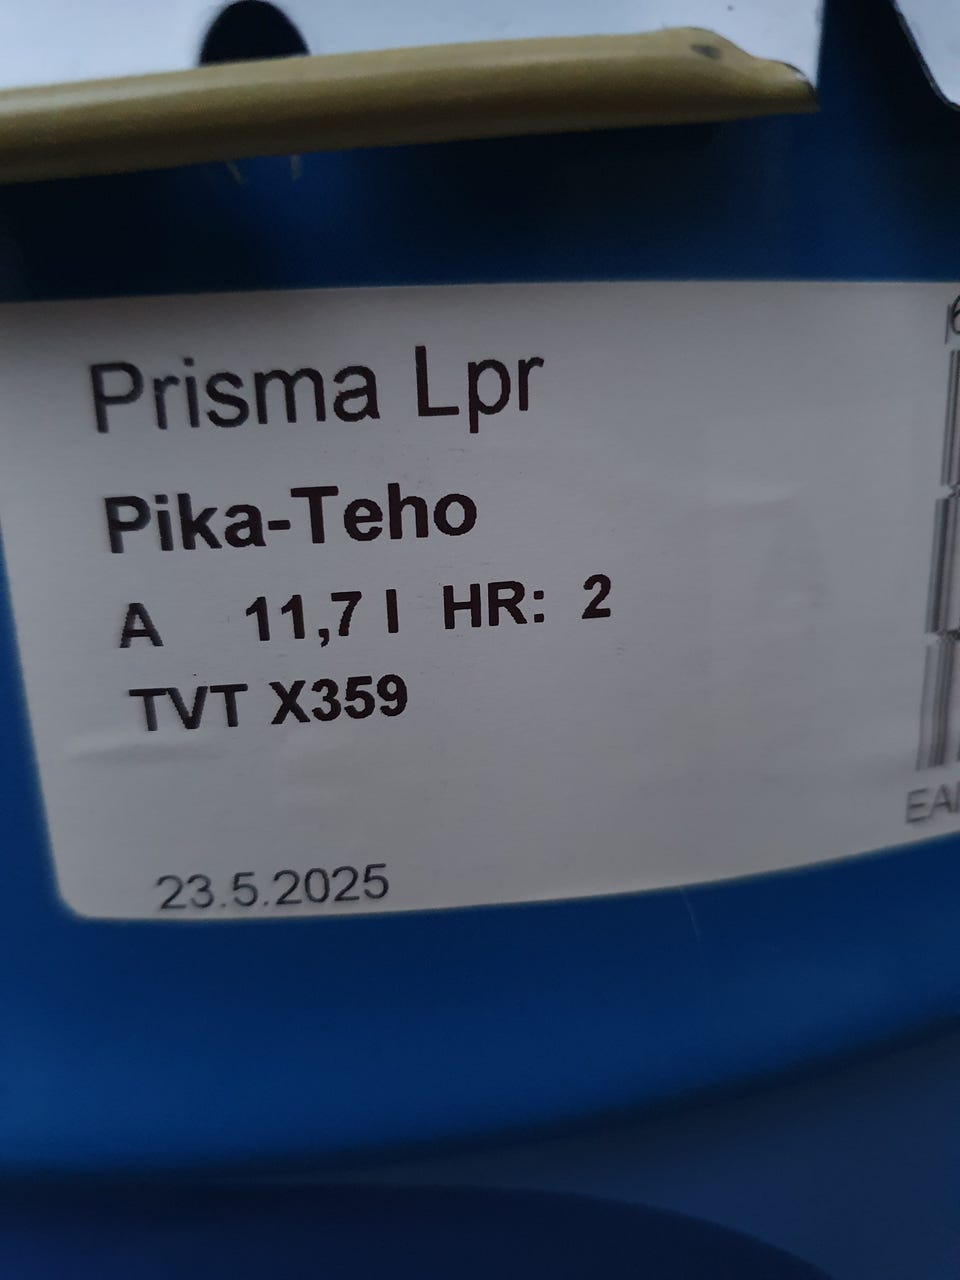 Prisma Lpr
Pika-Teho
A 11,7 l HR: 2
TVT X359
23.5.2025